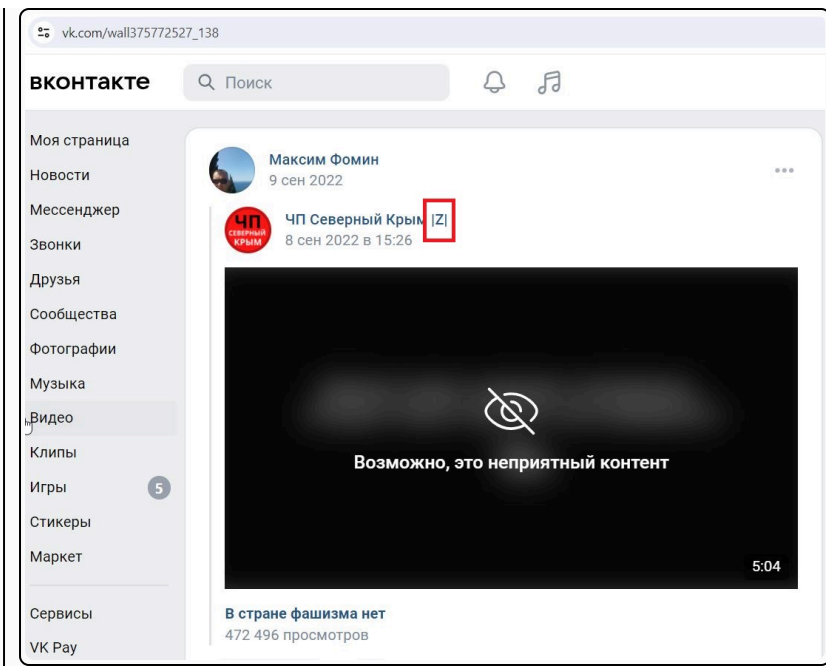 vk.com/wall375772527_138
вконтакте
Поиск
Моя страница
Новости
Мессенджер
Звонки
Друзья
Сообщества
Фотографии
Музыка
Видео
Клипы
Игры 5
Стикеры
Маркет
Сервисы
VK Pay
Максим Фомин
9 сен 2022
ЧП СЕВЕРНЫЙ КРЫМ
ЧП Северный Крым |Z|
8 сен 2022 в 15:26
Возможно, это неприятный контент
5:04
В стране фашизма нет
472 496 просмотров